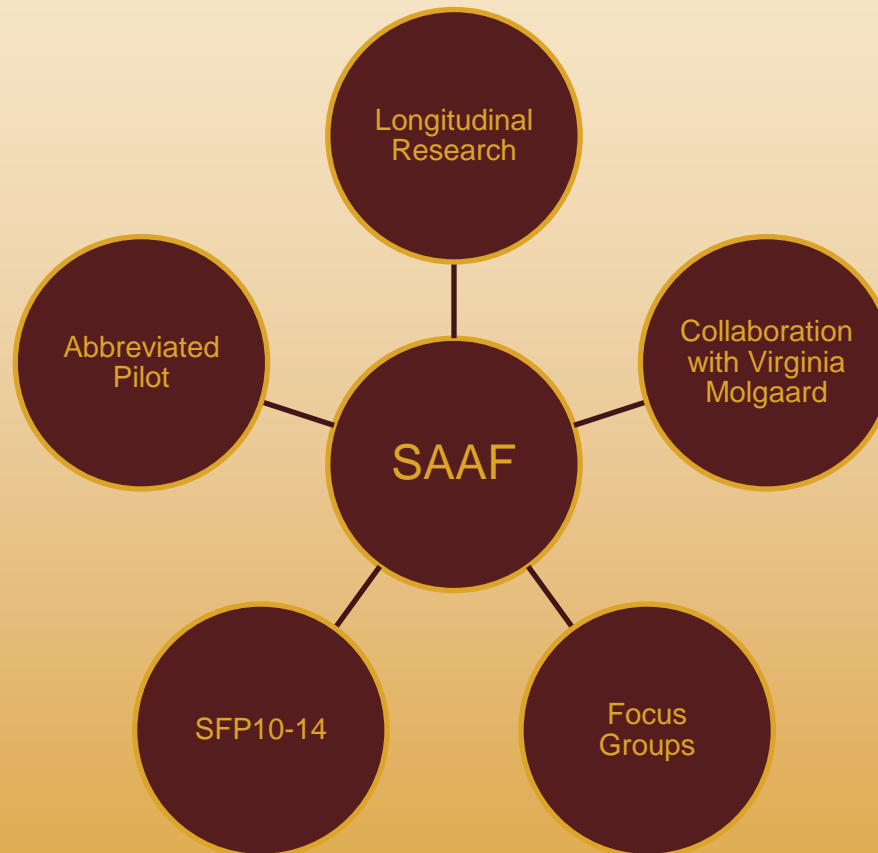 Longitudinal
Research
Abbreviated
Pilot
Collaboration
with Virginia
Molgaard
SAAF
SFP10-14
Focus
Groups